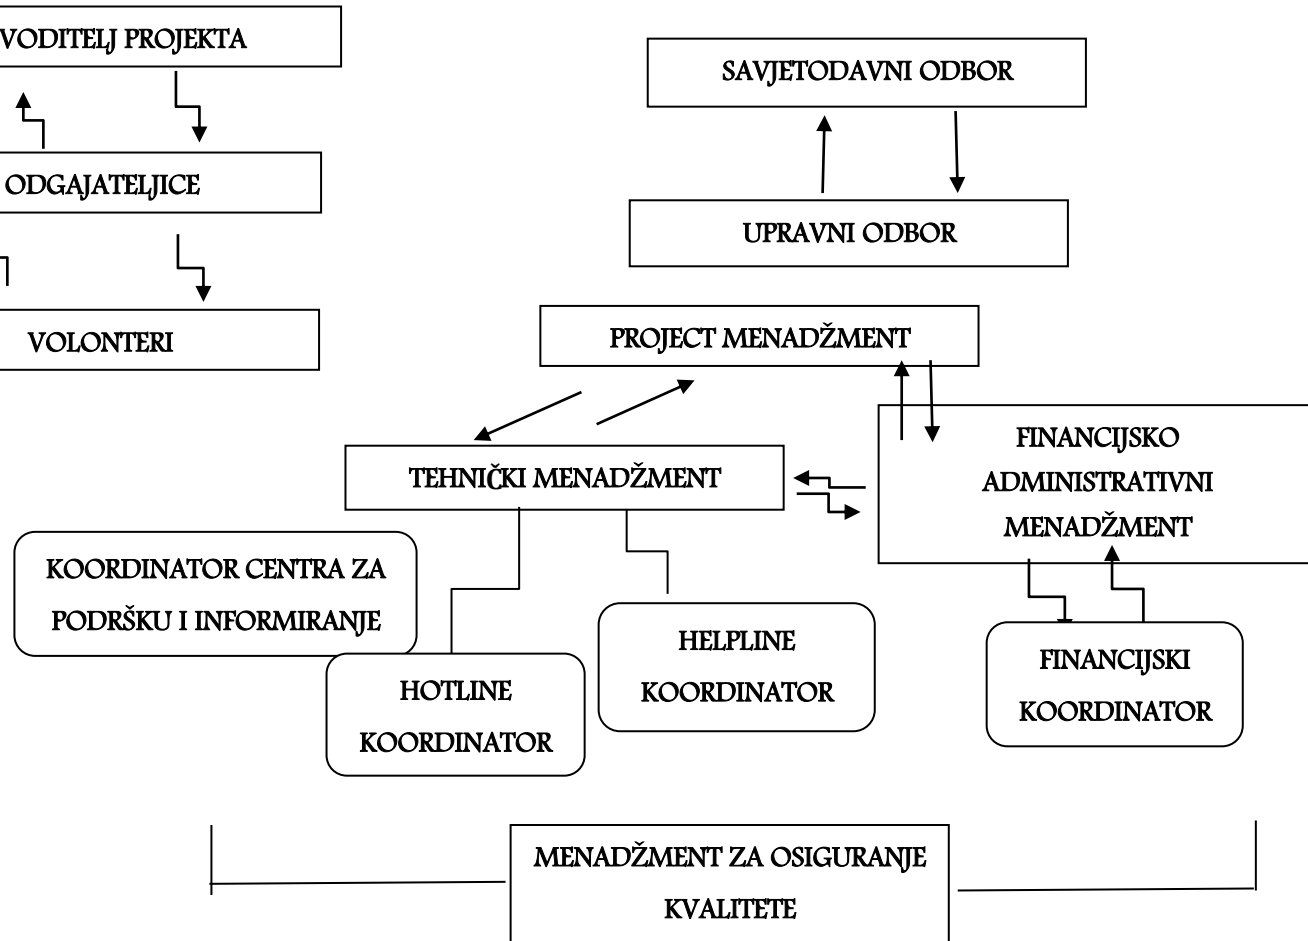 VODITELJ PROJEKTA
ODGAJATELJICE
VOLONTERI
SAVJETODAVNI ODBOR
UPRAVNI ODBOR
PROJECT MENADŽMENT
TEHNIČKI MENADŽMENT
FINANCIJSKO
ADMINISTRATIVNI
MENADŽMENT
KOORDINATOR CENTRA ZA
PODRŠKU I INFORMIRANJE
HOTLINE
KOORDINATOR
HELPLINE
KOORDINATOR
FINANCIJSKI
KOORDINATOR
MENADŽMENT ZA OSIGURANJE
KVALITETE